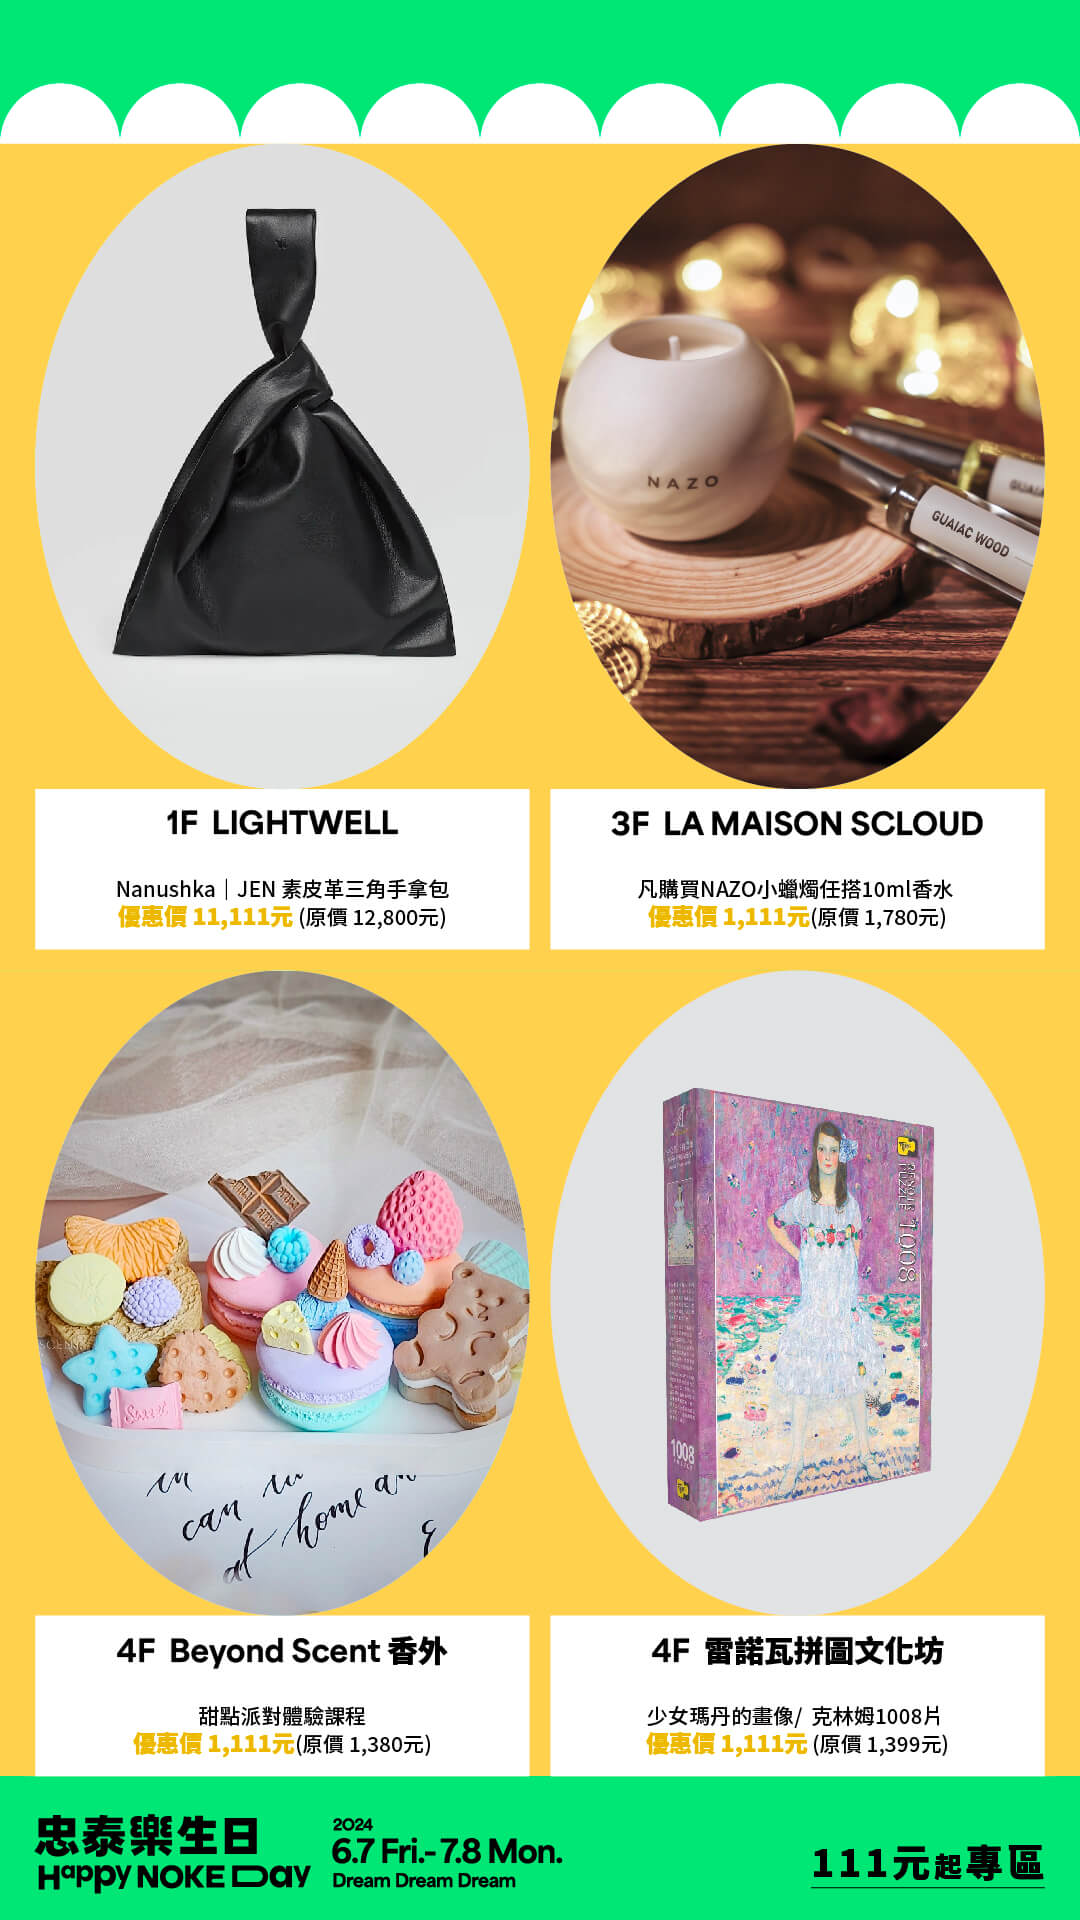 NAZO
GUAIAC WOOD
1F LIGHTWELL
Nanushka｜JEN 素皮革三角手拿包
優惠價 11,111元 (原價 12,800元)
3F LA MAISON SCLOUD
凡購買NAZO小蠟燭任搭10ml香水
優惠價 1,111元(原價 1,780元)
Sweet
can
at home
1008
1008
4F Beyond Scent 香外
甜點派對體驗課程
優惠價 1,111元(原價 1,380元)
4F 雷諾瓦拼圖文化坊
少女瑪丹的畫像/ 克林姆1008片
優惠價 1,111元 (原價 1,399元)
忠泰樂生日
Happy NOKE Day
2024
6.7 Fri.-7.8 Mon.
Dream Dream Dream
111元起專區